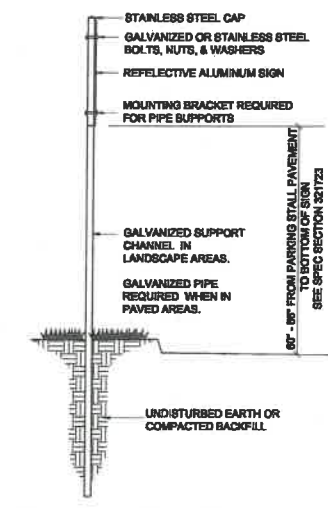 STAINLESS STEEL CAP
GALVANIZED OR STAINLESS STEEL
BOLTS, NUTS, & WASHERS
REFELECTIVE ALUMINUM SIGN
MOUNTING BRACKET REQUIRED
FOR PIPE SUPPORTS
GALVANIZED SUPPORT
CHANNEL IN
LANDSCAPE AREAS.
GALVANIZED PIPE
REQUIRED WHEN IN
PAVED AREAS.
60" - 66" FROM PARKING STALL PAVEMENT
TO BOTTOM OF SIGN
SEE SPEC SECTION 321723
UNDISTURBED EARTH OR
COMPACTED BACKFILL